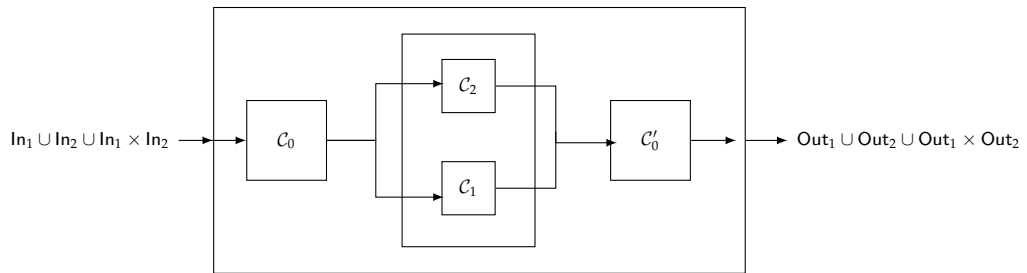 In₁ ∪ In₂ ∪ In₁ × In₂
𝒞₀
𝒞₂
𝒞₁
𝒞′₀
Out₁ ∪ Out₂ ∪ Out₁ × Out₂